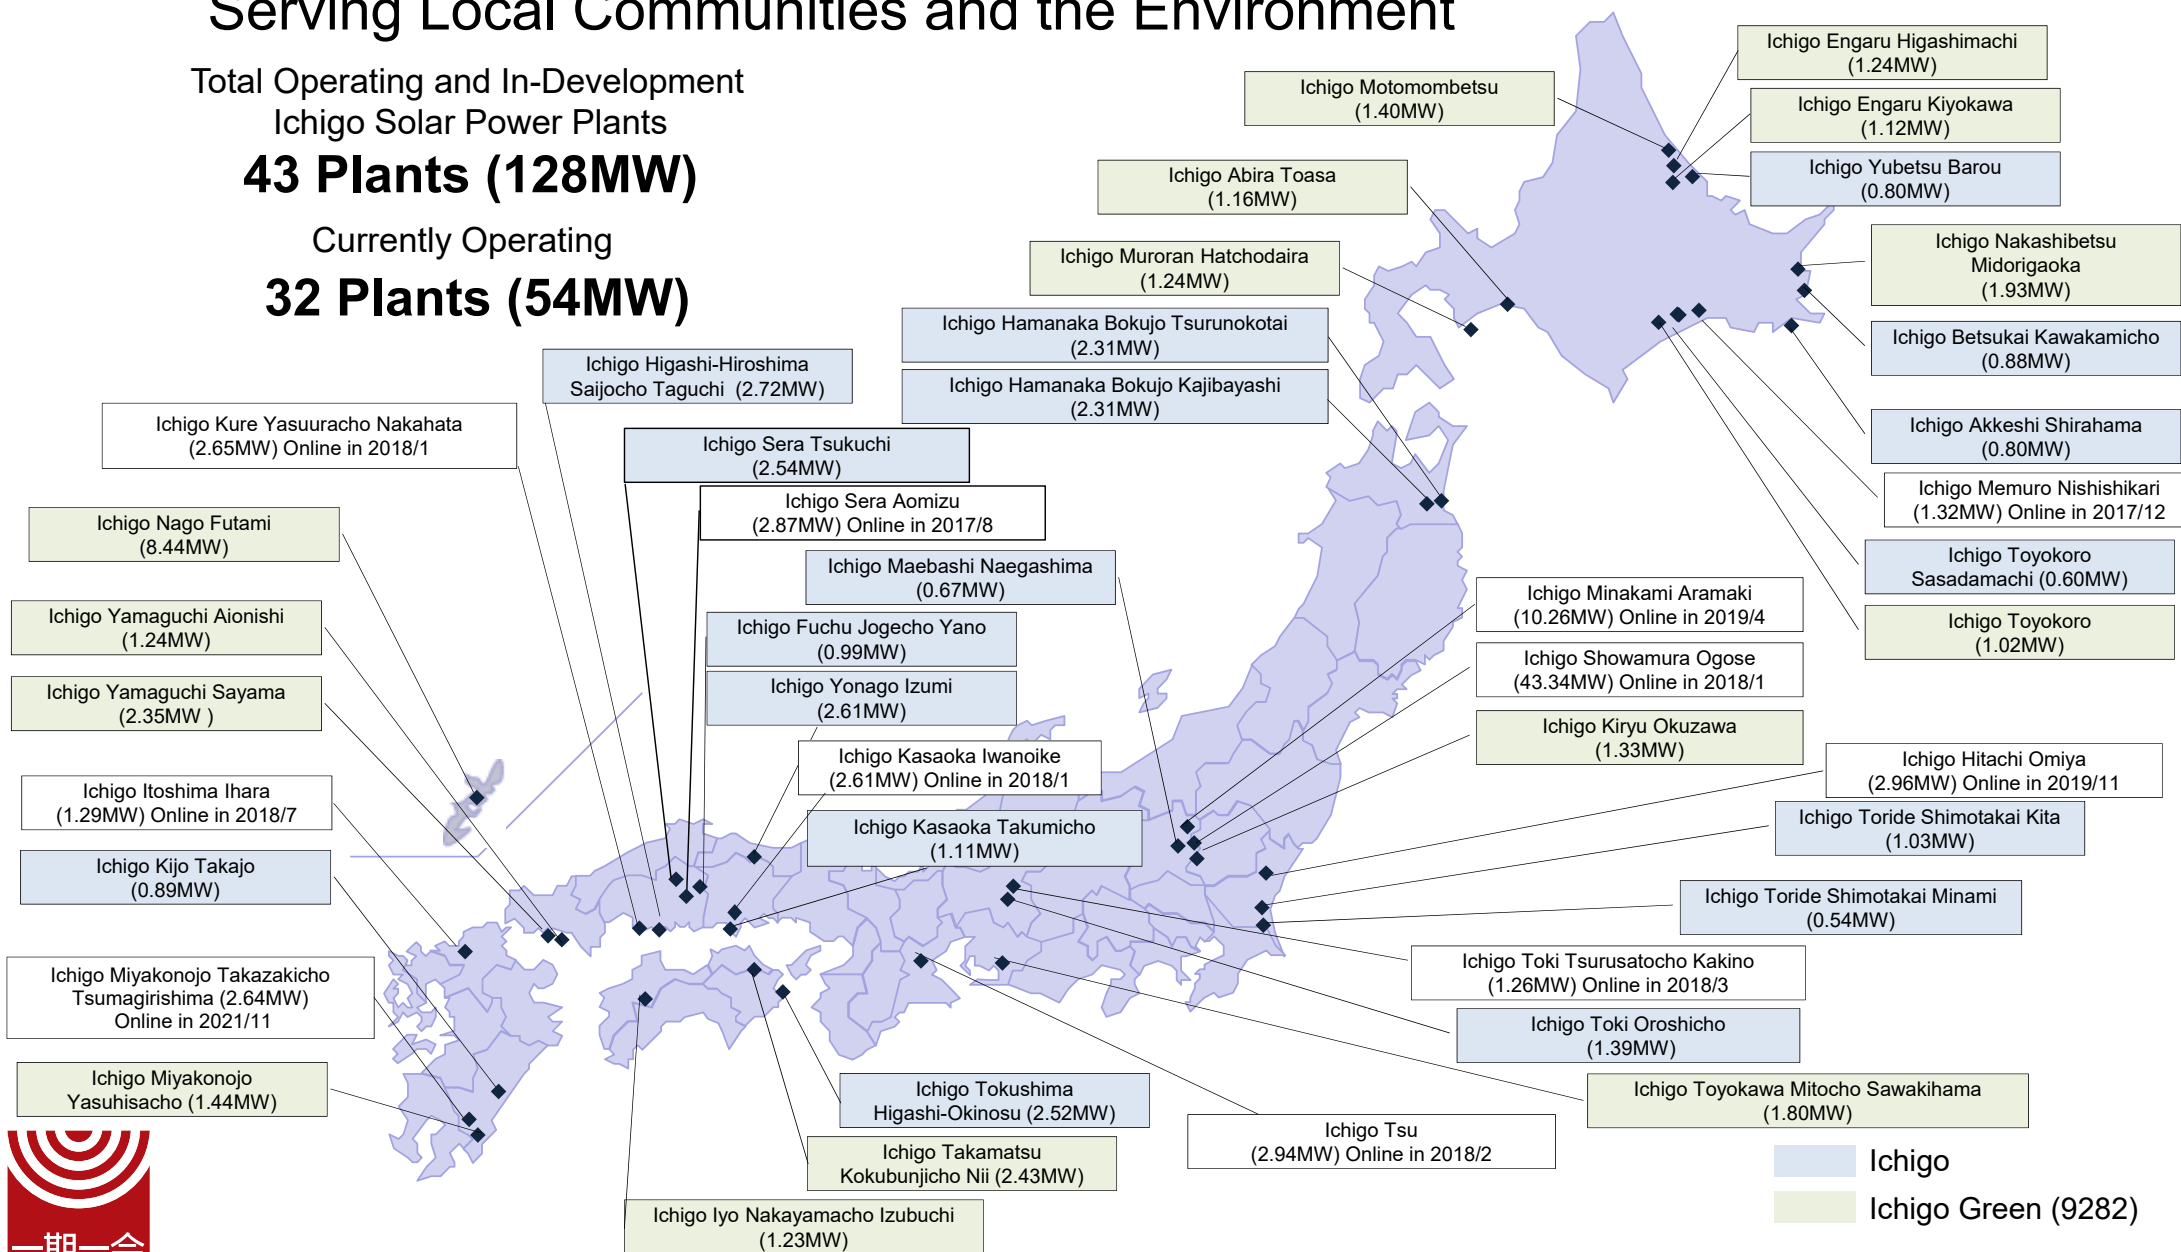 Serving Local Communities and the Environment
Total Operating and In-Development
Ichigo Solar Power Plants
43 Plants (128MW)
Currently Operating
32 Plants (54MW)
Ichigo Engaru Higashimachi
(1.24MW)
Ichigo Motomombetsu
(1.40MW)
Ichigo Engaru Kiyokawa
(1.12MW)
Ichigo Yubetsu Barou
(0.80MW)
Ichigo Abira Toasa
(1.16MW)
Ichigo Muroran Hatchodaira
(1.24MW)
Ichigo Nakashibetsu
Midorigaoka
(1.93MW)
Ichigo Hamanaka Bokujo Tsurunokotai
(2.31MW)
Ichigo Betsukai Kawakamicho
(0.88MW)
Ichigo Hamanaka Bokujo Kajibayashi
(2.31MW)
Ichigo Higashi-Hiroshima
Saijocho Taguchi (2.72MW)
Ichigo Akkeshi Shirahama
(0.80MW)
Ichigo Kure Yasuuracho Nakahata
(2.65MW) Online in 2018/1
Ichigo Sera Tsukuchi
(2.54MW)
Ichigo Sera Aomizu
(2.87MW) Online in 2017/8
Ichigo Memuro Nishishikari
(1.32MW) Online in 2017/12
Ichigo Nago Futami
(8.44MW)
Ichigo Maebashi Naegashima
(0.67MW)
Ichigo Toyokoro
Sasadamachi (0.60MW)
Ichigo Minakami Aramaki
(10.26MW) Online in 2019/4
Ichigo Yamaguchi Aionishi
(1.24MW)
Ichigo Fuchu Jogecho Yano
(0.99MW)
Ichigo Toyokoro
(1.02MW)
Ichigo Showamura Ogose
(43.34MW) Online in 2018/1
Ichigo Yamaguchi Sayama
(2.35MW )
Ichigo Yonago Izumi
(2.61MW)
Ichigo Kiryu Okuzawa
(1.33MW)
Ichigo Kasaoka Iwanoike
(2.61MW) Online in 2018/1
Ichigo Hitachi Omiya
(2.96MW) Online in 2019/11
Ichigo Itoshima Ihara
(1.29MW) Online in 2018/7
Ichigo Kasaoka Takumicho
(1.11MW)
Ichigo Toride Shimotakai Kita
(1.03MW)
Ichigo Kijo Takajo
(0.89MW)
Ichigo Toride Shimotakai Minami
(0.54MW)
Ichigo Miyakonojo Takazakicho
Tsumagirishima (2.64MW)
Online in 2021/11
Ichigo Toki Tsurusatocho Kakino
(1.26MW) Online in 2018/3
Ichigo Toki Oroshicho
(1.39MW)
Ichigo Miyakonojo
Yasuhisacho (1.44MW)
Ichigo Tokushima
Higashi-Okinosu (2.52MW)
Ichigo Toyokawa Mitocho Sawakihama
(1.80MW)
Ichigo Tsu
(2.94MW) Online in 2018/2
Ichigo Takamatsu
Kokubunjicho Nii (2.43MW)
Ichigo Iyo Nakayamacho Izubuchi
(1.23MW)
Ichigo
Ichigo Green (9282)
一期一会